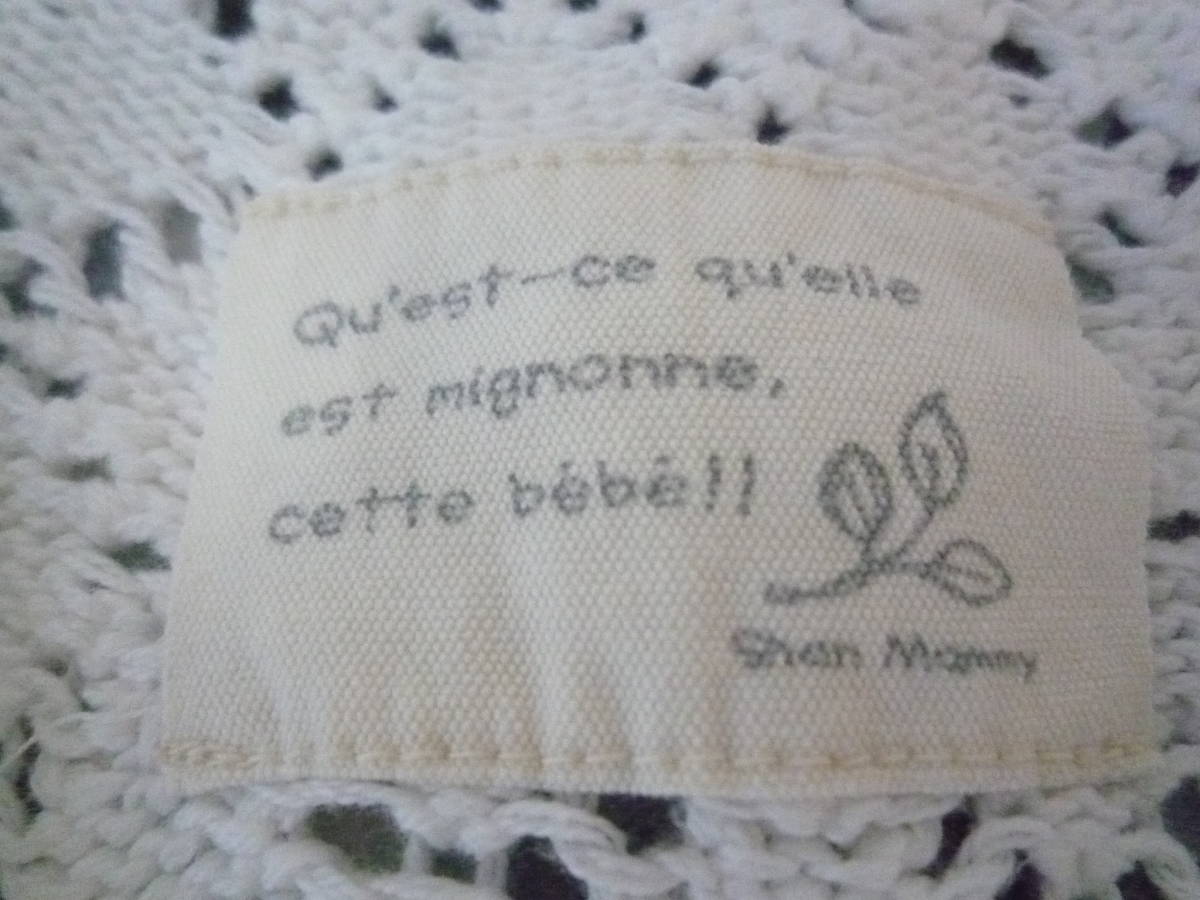 Qu'est-ce qu'elle
est mignonne,
cette bébé!!
Shan Mommy